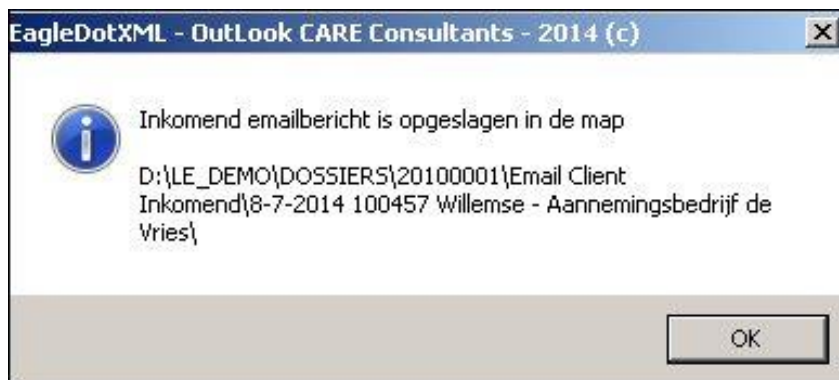 EagleDotXML - OutLook CARE Consultants - 2014 (c)
Inkomend emailbericht is opgeslagen in de map
D:\LE_DEMO\DOSSIERS\20100001\Email Client
Inkomend\8-7-2014 100457 Willemse - Aannemingsbedrijf de
Vries\
OK